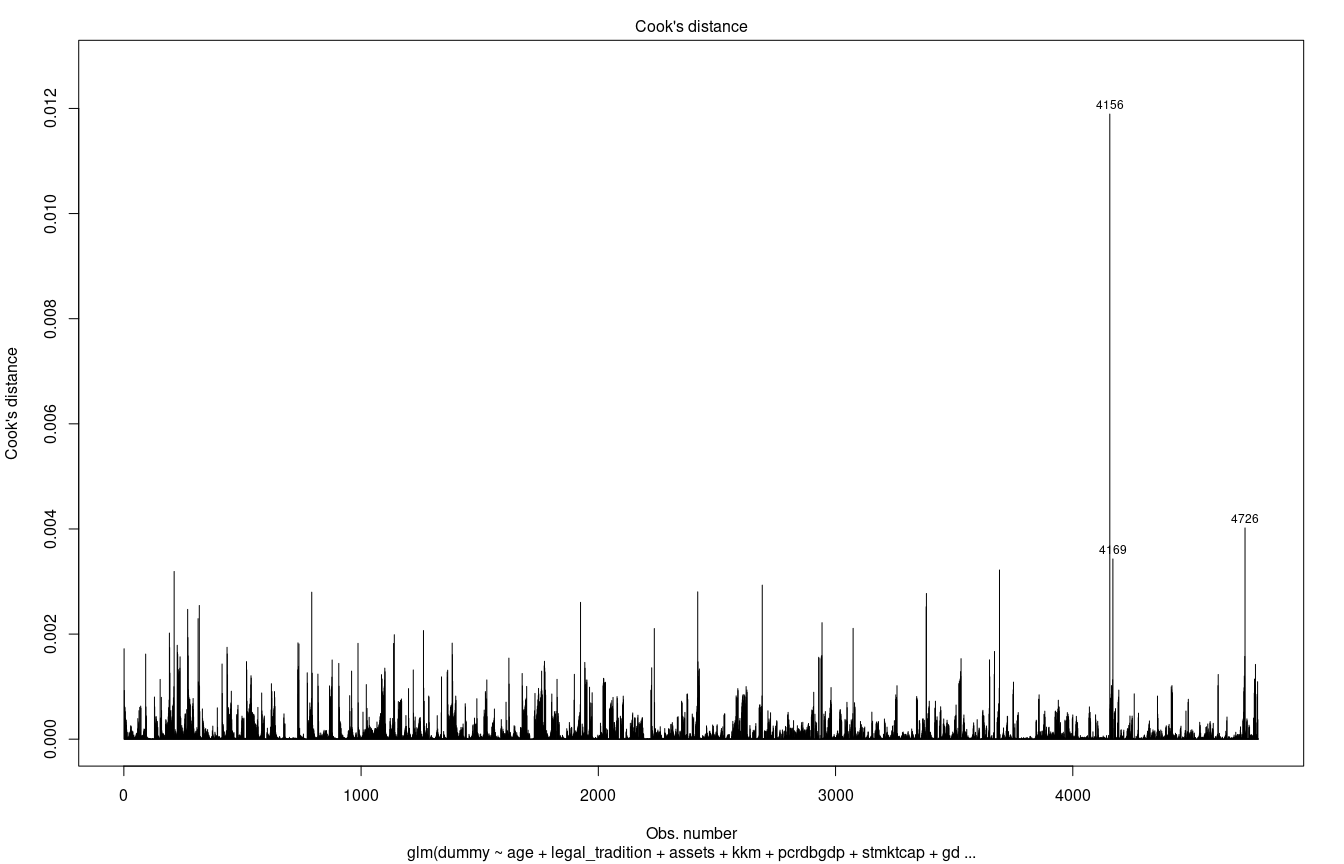 Cook's distance
Cook's distance
0.012
0.010
0.008
0.006
0.004
0.002
0.000
4156
4726
4169
0 1000 2000 3000 4000
Obs. number
glm(dummy ~ age + legal_tradition + assets + kkm + pcrdbgdp + stmktcap + gd ...